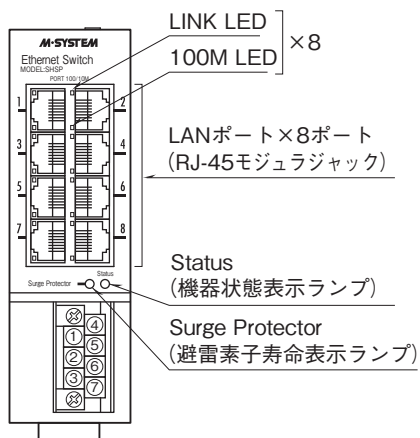 LINK LED
100M LED
×8
M-SYSTEM
Ethernet Switch
MODEL:SHSP
PORT 100/10M
1
2
3
4
5
6
7
8
LANポート×8ポート
(RJ-45モジュラジャック)
Surge Protector
Status
Status
(機器状態表示ランプ)
Surge Protector
(避雷素子寿命表示ランプ)
④
①
⑤
②
⑥
③
⑦